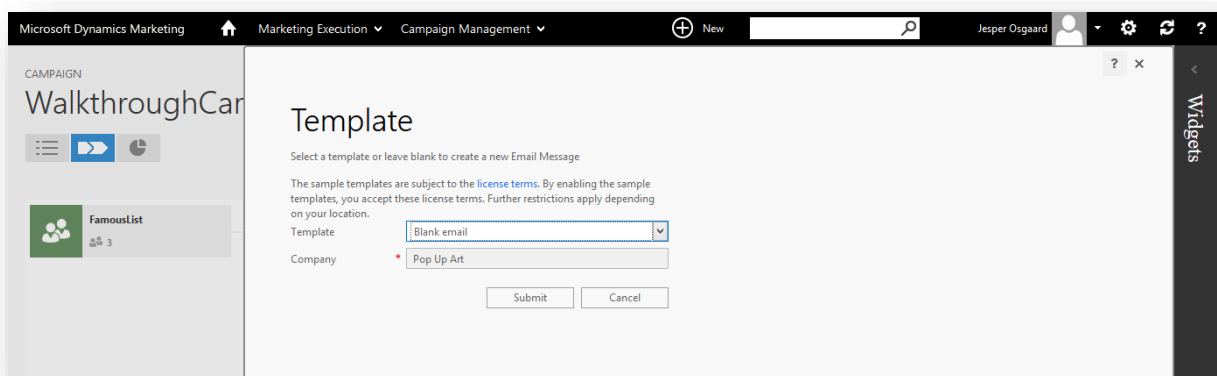 Microsoft Dynamics Marketing
Marketing Execution
Campaign Management
New
Jesper Osgaard
?
CAMPAIGN
WalkthroughCar
FamousList
3
? ×
Template
Select a template or leave blank to create a new Email Message
The sample templates are subject to the license terms. By enabling the sample
templates, you accept these license terms. Further restrictions apply depending
on your location.
Template Blank email
Company * Pop Up Art
Submit Cancel
Widgets